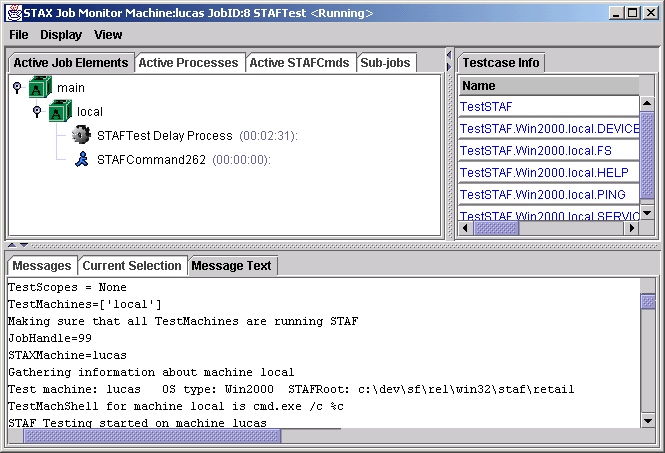 STAX Job Monitor Machine:lucas JobID:8 STAFTest <Running>
File Display View
Active Job Elements Active Processes Active STAFCmds Sub-jobs
main
local
STAFTest Delay Process (00:02:31):
STAFCommand262 (00:00:00):
Testcase Info
Name
TestSTAF
TestSTAF.Win2000.local.DEVICE
TestSTAF.Win2000.local.FS
TestSTAF.Win2000.local.HELP
TestSTAF.Win2000.local.PING
TestSTAF.Win2000.local.SERVIC
Messages Current Selection Message Text
TestScopes = None
TestMachines=['local']
Making sure that all TestMachines are running STAF
JobHandle=99
STAXMachine=lucas
Gathering information about machine local
Test machine: lucas   OS type: Win2000  STAFRoot: c:\dev\sf\rel\win32\staf\retail
TestMachShell for machine local is cmd.exe /c %c
STAF Testing started on machine lucas